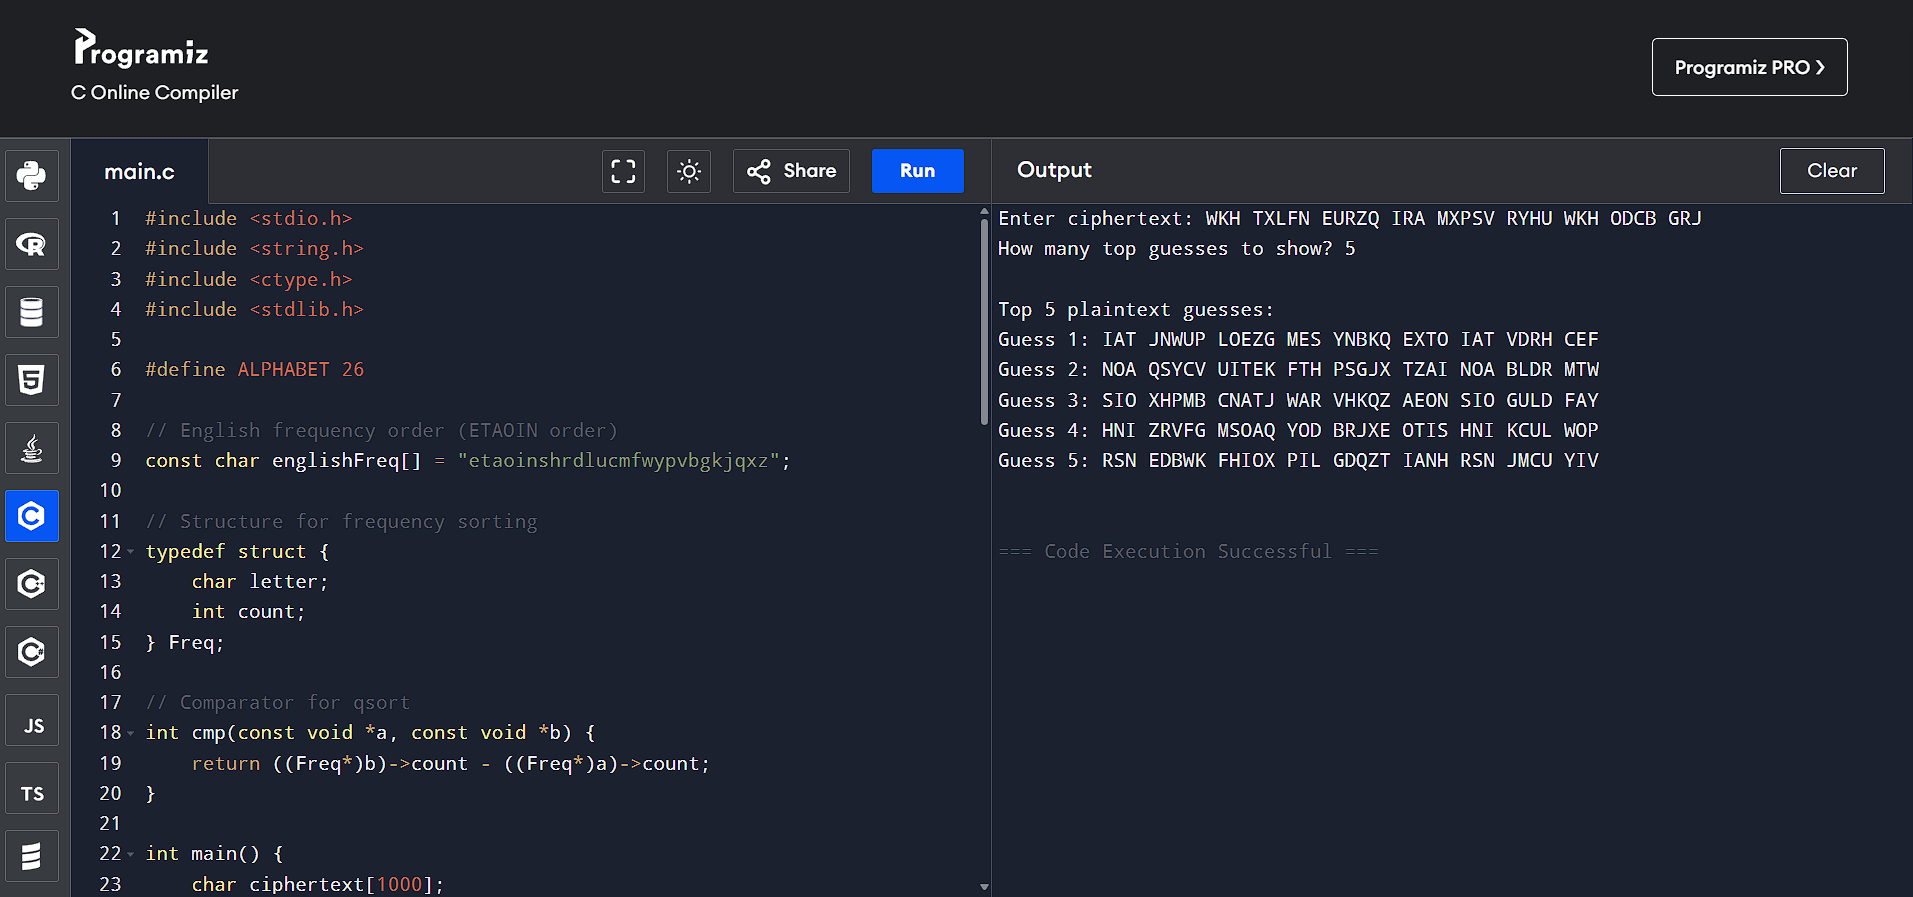 Programiz
C Online Compiler
Programiz PRO ❯
main.c
Share
Run
Output
Clear
JS
TS
1 #include <stdio.h>
2 #include <string.h>
3 #include <ctype.h>
4 #include <stdlib.h>
5
6 #define ALPHABET 26
7
8 // English frequency order (ETAOIN order)
9 const char englishFreq[] = "etaoinshrdlucmfwypvbgkjqxz";
10
11 // Structure for frequency sorting
12 typedef struct {
13     char letter;
14     int count;
15 } Freq;
16
17 // Comparator for qsort
18 int cmp(const void *a, const void *b) {
19     return ((Freq*)b)->count - ((Freq*)a)->count;
20 }
21
22 int main() {
23     char ciphertext[1000];
Enter ciphertext: WKH TXLFN EURZQ IRA MXPSV RYHU WKH ODCB GRJ
How many top guesses to show? 5
Top 5 plaintext guesses:
Guess 1: IAT JNWUP LOEZG MES YNBKQ EXTO IAT VDRH CEF
Guess 2: NOA QSYCV UITEK FTH PSGJX TZAI NOA BLDR MTW
Guess 3: SIO XHPMB CNATJ WAR VHKQZ AEON SIO GULD FAY
Guess 4: HNI ZRVFG MSOAQ YOD BRJXE OTIS HNI KCUL WOP
Guess 5: RSN EDBWK FHIOX PIL GDQZT IANH RSN JMCU YIV
=== Code Execution Successful ===